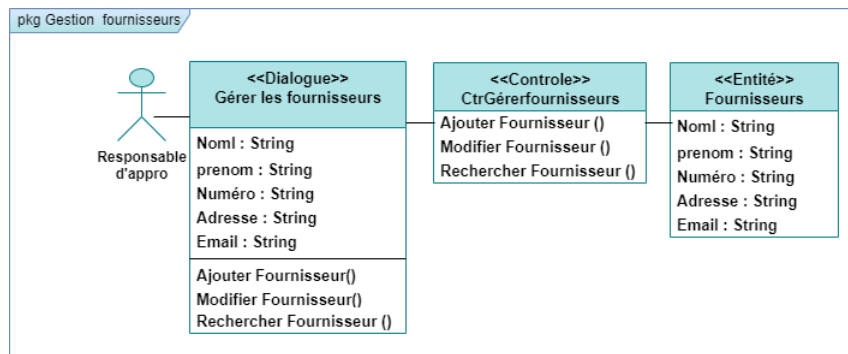 pkg Gestion fournisseurs
Responsable
d'appro
<<Dialogue>>
Gérer les fournisseurs
Noml : String
prenom : String
Numéro : String
Adresse : String
Email : String
Ajouter Fournisseur()
Modifier Fournisseur()
Rechercher Fournisseur ()
<<Controle>>
CtrGérerfournisseurs
Ajouter Fournisseur ()
Modifier Fournisseur ()
Rechercher Fournisseur ()
<<Entité>>
Fournisseurs
Noml : String
prenom : String
Numéro : String
Adresse : String
Email : String